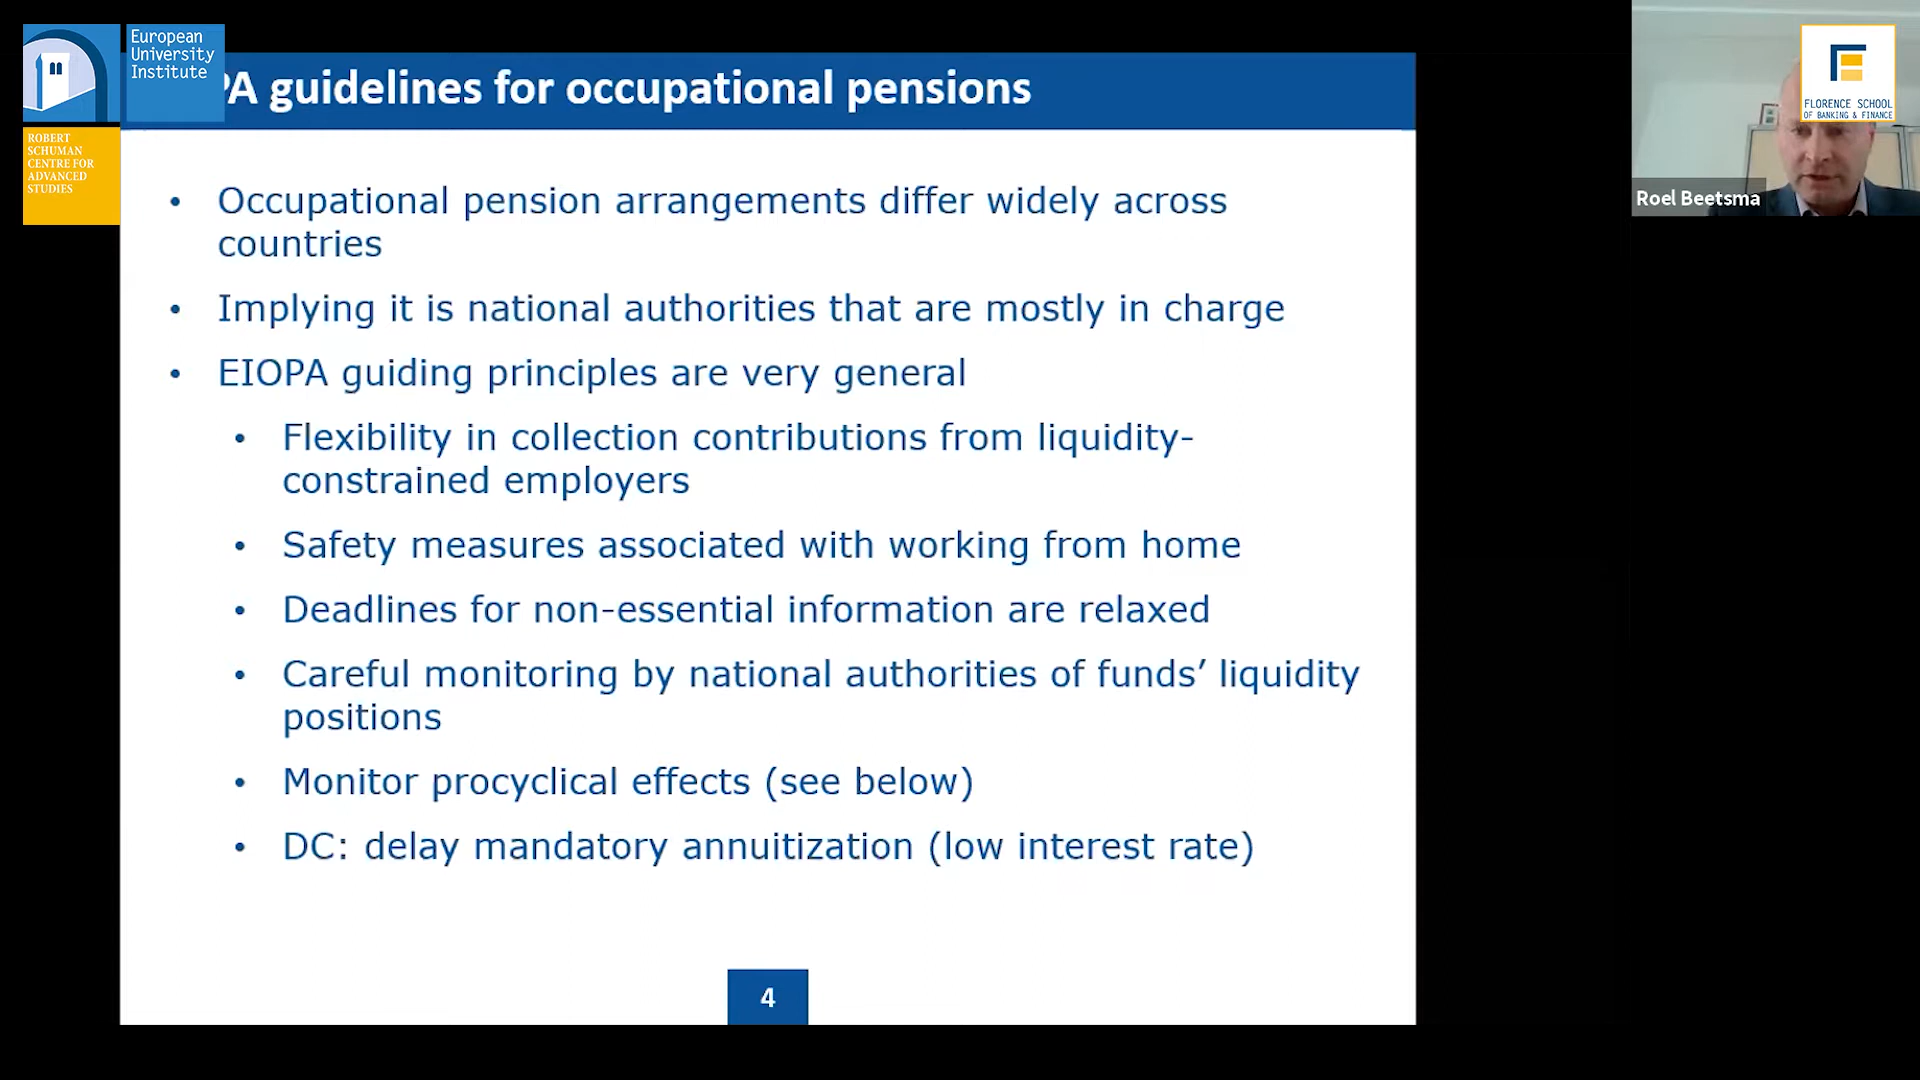 European
University
Institute
ROBERT
SCHUMAN
CENTRE FOR
ADVANCED
STUDIES
PA guidelines for occupational pensions
• Occupational pension arrangements differ widely across
countries
• Implying it is national authorities that are mostly in charge
• EIOPA guiding principles are very general
• Flexibility in collection contributions from liquidity-
constrained employers
• Safety measures associated with working from home
• Deadlines for non-essential information are relaxed
• Careful monitoring by national authorities of funds’ liquidity
positions
• Monitor procyclical effects (see below)
• DC: delay mandatory annuitization (low interest rate)
4
FLORENCE SCHOOL
OF BANKING & FINANCE
Roel Beetsma